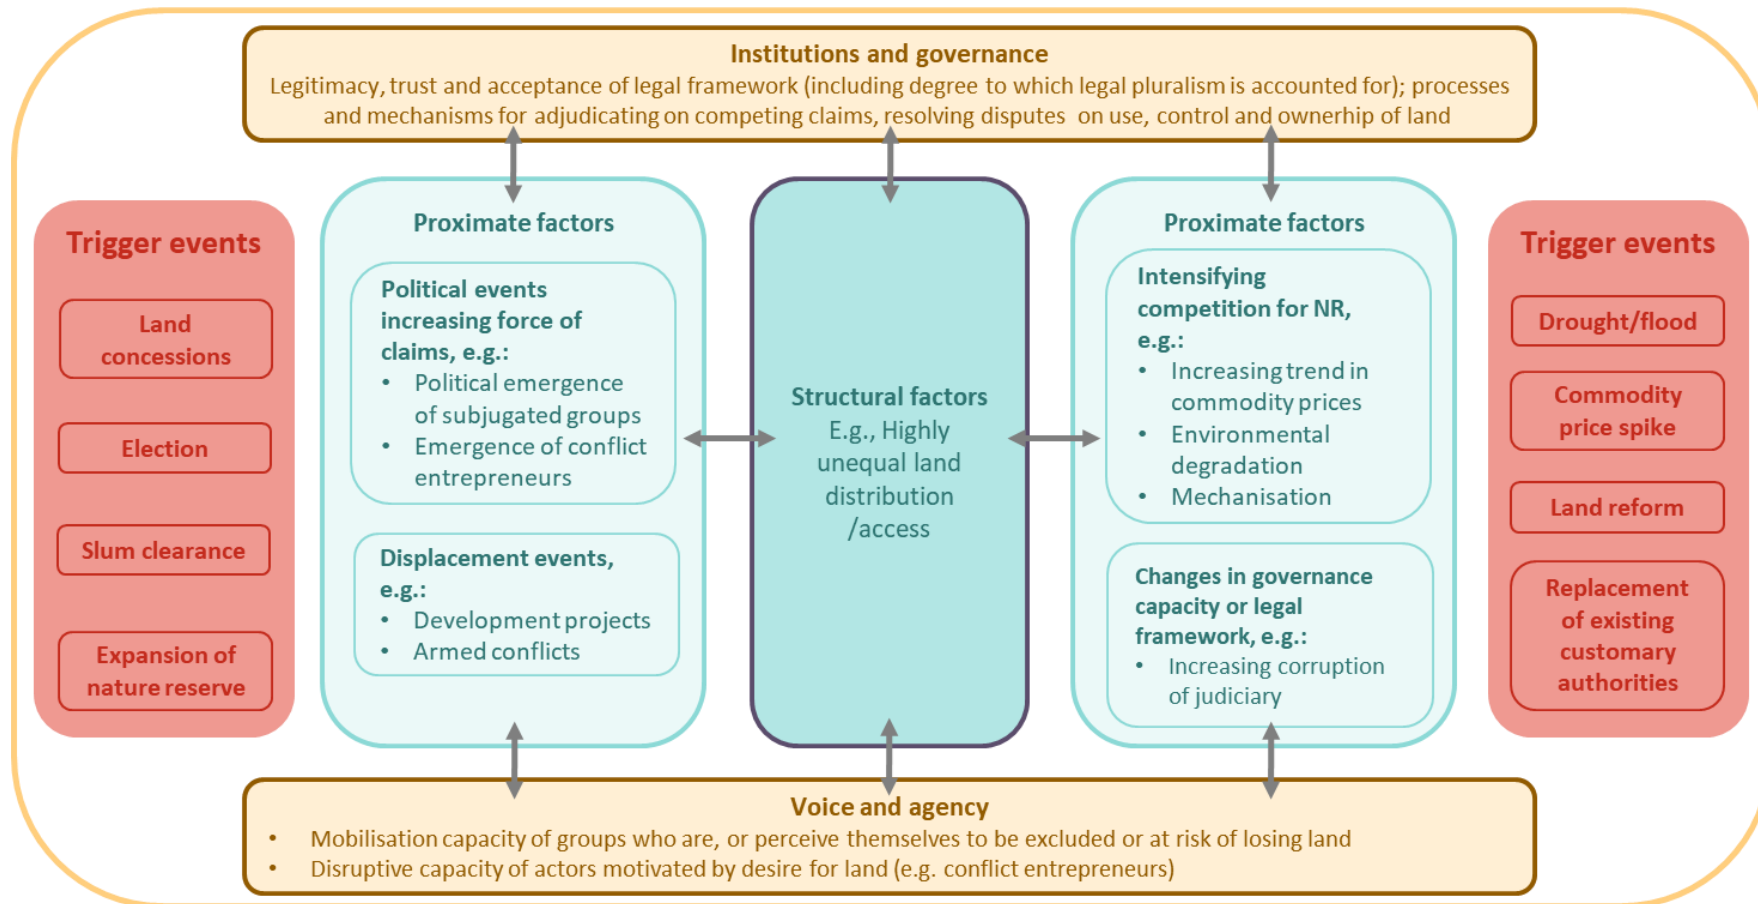 Institutions and governance
Legitimacy, trust and acceptance of legal framework (including degree to which legal pluralism is accounted for); processes
and mechanisms for adjudicating on competing claims, resolving disputes on use, control and ownerhip of land
Trigger events
Land
concessions
Election
Slum clearance
Expansion of
nature reserve
Proximate factors
Political events
increasing force of
claims, e.g.:
• Political emergence
of subjugated groups
• Emergence of conflict
entrepreneurs
Displacement events,
e.g.:
• Development projects
• Armed conflicts
Structural factors
E.g., Highly
unequal land
distribution
/access
Proximate factors
Intensifying
competition for NR,
e.g.:
• Increasing trend in
commodity prices
• Environmental
degradation
• Mechanisation
Changes in governance
capacity or legal
framework, e.g.:
• Increasing corruption
of judiciary
Trigger events
Drought/flood
Commodity
price spike
Land reform
Replacement
of existing
customary
authorities
Voice and agency
• Mobilisation capacity of groups who are, or perceive themselves to be excluded or at risk of losing land
• Disruptive capacity of actors motivated by desire for land (e.g. conflict entrepreneurs)